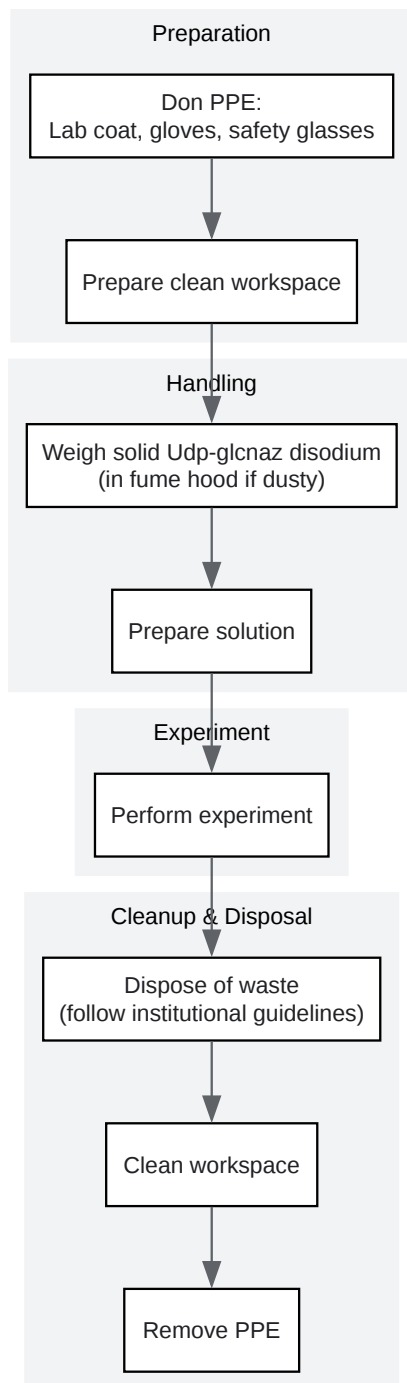 Preparation
Don PPE:
Lab coat, gloves, safety glasses
Prepare clean workspace
Handling
Weigh solid Udp-glcnaz disodium
(in fume hood if dusty)
Prepare solution
Experiment
Perform experiment
Cleanup & Disposal
Dispose of waste
(follow institutional guidelines)
Clean workspace
Remove PPE